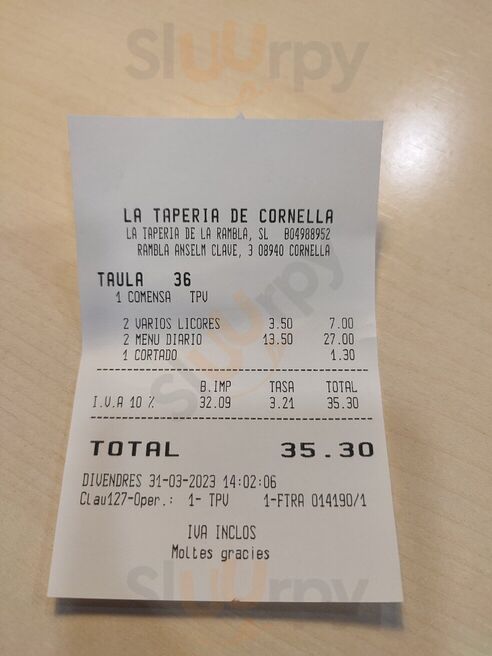 Sluurpy
LA TAPERIA DE CORNELLA
LA TAPERIA DE LA RAMBLA, SL B04988952
RAMBLA ANSELM CLAVE, 3 08940 CORNELLA
TAULA 36
1 COMENSA TPV
2 VARIOS LICORES 3.50 7.00
2 MENU DIARIO 13.50 27.00
1 CORTADO 1.30
Sluurpy
B.IMP TASA TOTAL
I.V.A 10 % 32.09 3.21 35.30
TOTAL 35.30
DIVENDRES 31-03-2023 14:02:06
Clau127-Oper.: 1- TPV 1-FTRA 014190/1
IVA INCLOS
Moltes gracies
Sluurpy